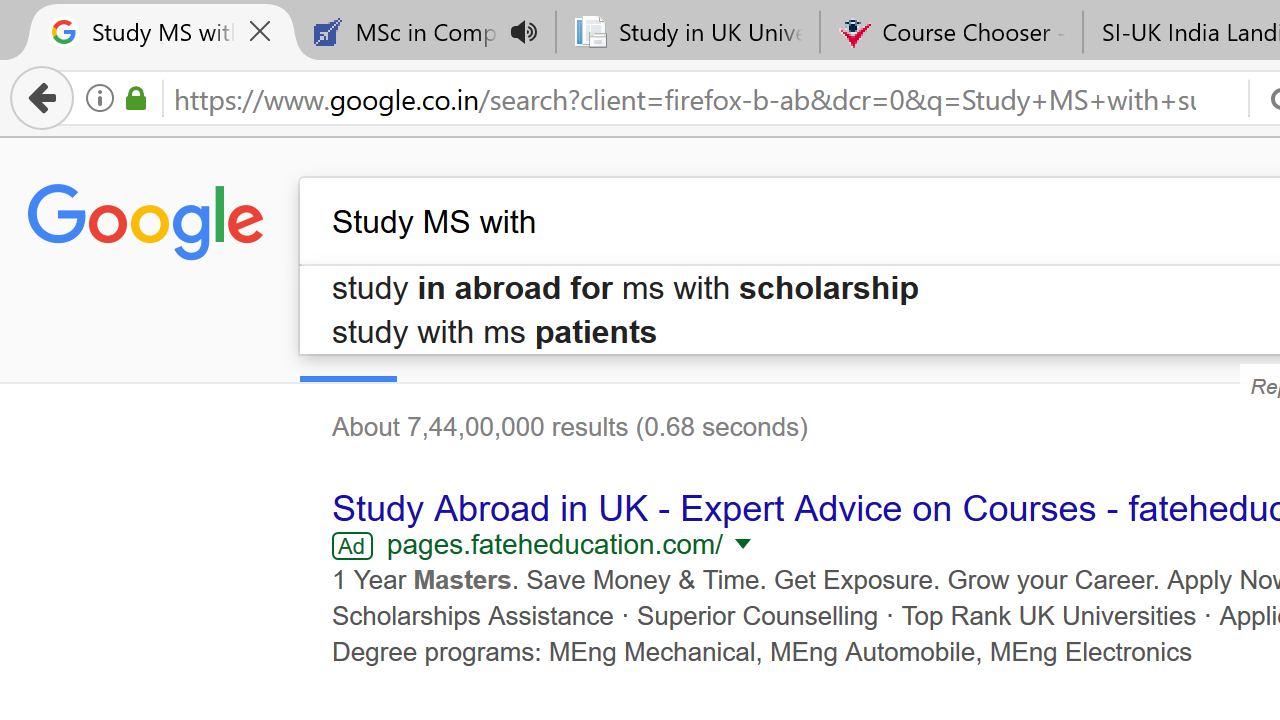 Study MS wit
MSc in Comp
Study in UK Unive
Course Chooser -
SI-UK India Landi
https://www.google.co.in/search?client=firefox-b-ab&dcr=0&q=Study+MS+with+su
Google
Study MS with
study in abroad for ms with scholarship
study with ms patients
Rep
About 7,44,00,000 results (0.68 seconds)
Study Abroad in UK - Expert Advice on Courses - fateheduc
Ad pages.fateheducation.com/
1 Year Masters. Save Money & Time. Get Exposure. Grow your Career. Apply Now
Scholarships Assistance · Superior Counselling · Top Rank UK Universities · Appli
Degree programs: MEng Mechanical, MEng Automobile, MEng Electronics